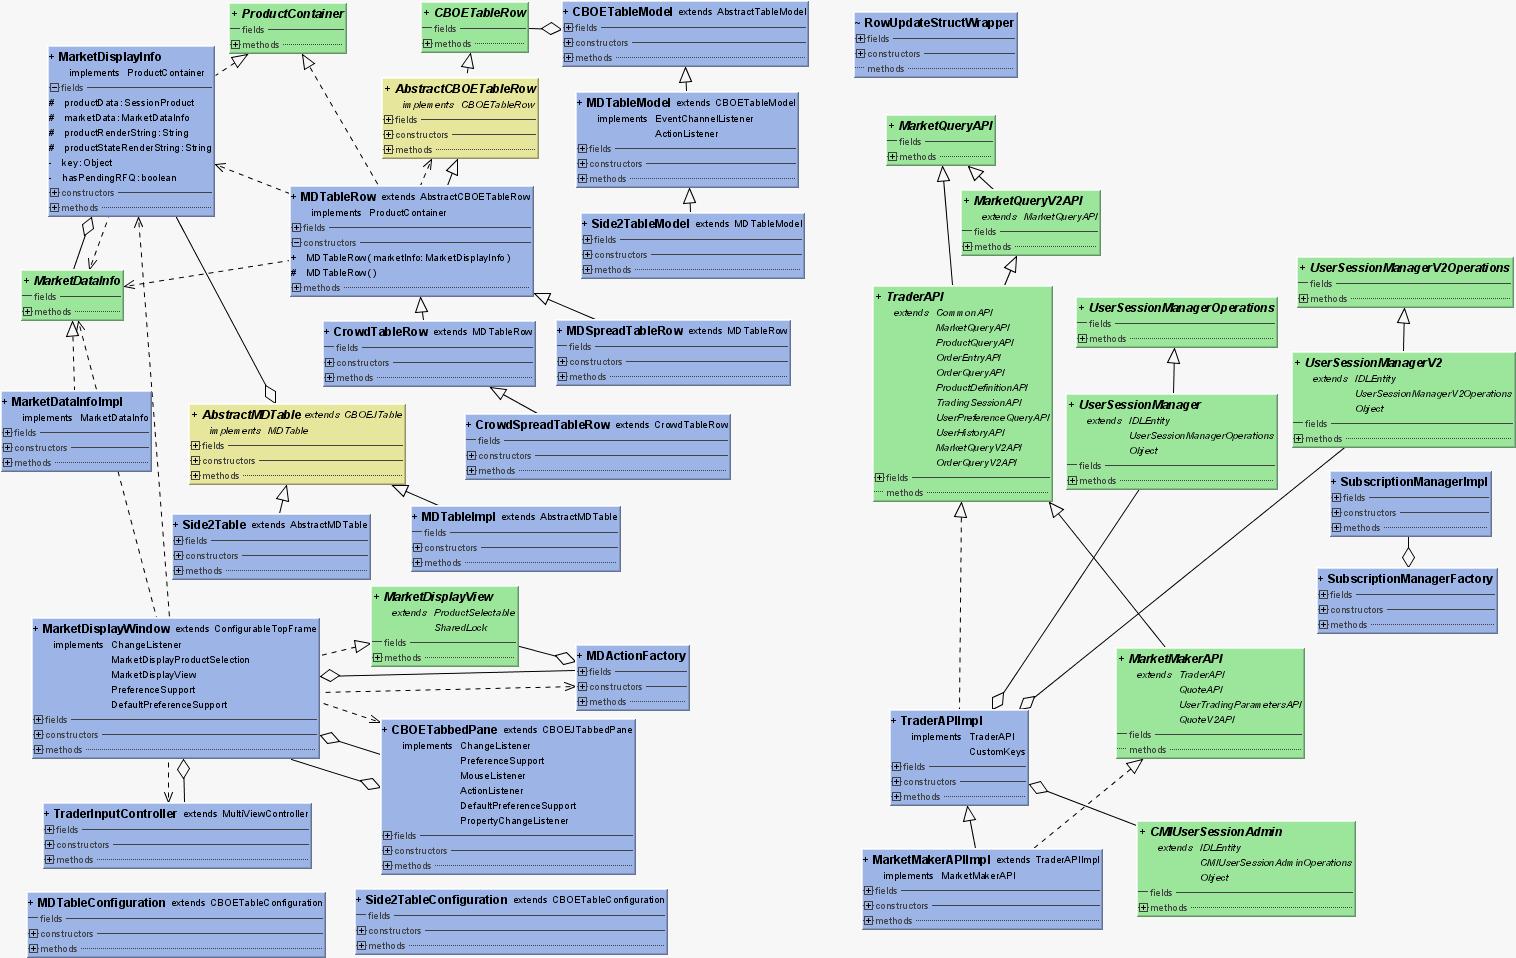 + ProductContainer
fields
methods
+ CBOETableRow
fields
methods
+ CBOETableModel extends AbstractTableModel
fields
constructors
methods
~ RowUpdateStructWrapper
fields
constructors
methods
+ MarketDisplayInfo
implements ProductContainer
fields
# productData: SessionProduct
# marketData: MarketDataInfo
# productRenderString: String
# productStateRenderString: String
- key: Object
- hasPendingRFQ: boolean
constructors
methods
+ AbstractCBOETableRow
implements CBOETableRow
fields
constructors
methods
+ MDTableModel extends CBOETableModel
implements EventChannelListener
ActionListener
fields
constructors
methods
+ MarketQueryAPI
fields
methods
+ MDTableRow extends AbstractCBOETableRow
implements ProductContainer
fields
constructors
+ MDTableRow( marketInfo: MarketDisplayInfo )
# MDTableRow( )
methods
+ Side2TableModel extends MDTableModel
fields
constructors
methods
+ MarketQueryV2API
extends MarketQueryAPI
fields
methods
+ MarketDataInfo
fields
methods
+ TraderAPI
extends CommonAPI
MarketQueryAPI
ProductQueryAPI
OrderEntryAPI
OrderQueryAPI
ProductDefinitionAPI
TradingSessionAPI
UserPreferenceQueryAPI
UserHistoryAPI
MarketQueryV2API
OrderQueryV2API
fields
methods
+ UserSessionManagerOperations
fields
methods
+ UserSessionManagerV2Operations
fields
methods
+ CrowdTableRow extends MDTableRow
fields
constructors
methods
+ MDSpreadTableRow extends MDTableRow
fields
constructors
methods
+ UserSessionManagerV2
extends IDLEntity
UserSessionManagerV2Operations
Object
fields
methods
+ MarketDataInfoImpl
implements MarketDataInfo
fields
constructors
methods
+ AbstractMDTable extends CBOEJTable
implements MDTable
fields
constructors
methods
+ CrowdSpreadTableRow extends CrowdTableRow
fields
constructors
methods
+ UserSessionManager
extends IDLEntity
UserSessionManagerOperations
Object
fields
methods
+ SubscriptionManagerImpl
fields
constructors
methods
+ Side2Table extends AbstractMDTable
fields
constructors
methods
+ MDTableImpl extends AbstractMDTable
fields
constructors
methods
+ SubscriptionManagerFactory
fields
constructors
methods
+ MarketDisplayView
extends ProductSelectable
SharedLock
fields
methods
+ MarketDisplayWindow extends ConfigurableTopFrame
implements ChangeListener
MarketDisplayProductSelection
MarketDisplayView
PreferenceSupport
DefaultPreferenceSupport
fields
constructors
methods
+ MDActionFactory
fields
constructors
methods
+ MarketMakerAPI
extends TraderAPI
QuoteAPI
UserTradingParametersAPI
QuoteV2API
fields
methods
+ CBOETabbedPane extends CBOEJTabbedPane
implements ChangeListener
PreferenceSupport
MouseListener
ActionListener
DefaultPreferenceSupport
PropertyChangeListener
fields
constructors
methods
+ TraderAPIImpl
implements TraderAPI
CustomKeys
fields
constructors
methods
+ TraderInputController extends MultiViewController
fields
constructors
methods
+ CMIUserSessionAdmin
extends IDLEntity
CMIUserSessionAdminOperations
Object
fields
methods
+ MarketMakerAPIImpl extends TraderAPIImpl
implements MarketMakerAPI
fields
constructors
methods
+ MDTableConfiguration extends CBOETableConfiguration
fields
constructors
methods
+ Side2TableConfiguration extends CBOETableConfiguration
fields
constructors
methods